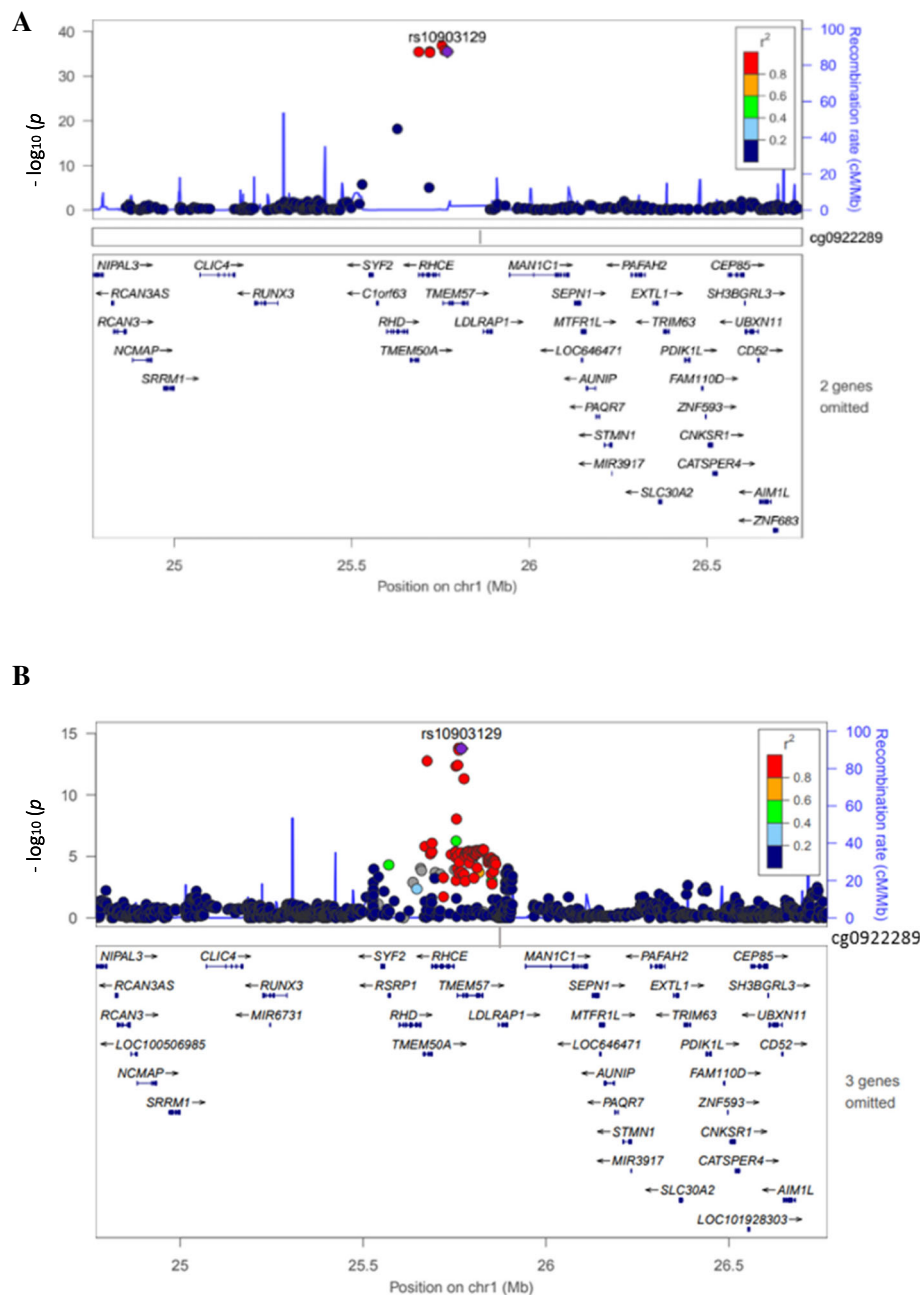 A
rs10903129
r²
0.8
0.6
0.4
0.2
40
30
20
10
0
- log10 (p
100
80
60
40
20
0
Recombination rate (cM/Mb)
cg0922289
NIPAL3→ CLIC4→ ←SYF2 ←RHCE MAN1C1→ ←PAFAH2 CEP85→
←RCAN3AS ←RUNX3 ←C1orf63 TMEM57→ SEPN1→ EXTL1→ SH3BGRL3→
RCAN3→ RHD→ LDLRAP1→ MTFR1L→ ←TRIM63 ←UBXN11
NCMAP→ TMEM50A→ ←LOC646471 PDIK1L→ CD52→
SRRM1→ ←AUNIP FAM110D→
←PAQR7 ZNF593→
←STMN1 CNKSR1→
←MIR3917 CATSPER4→
←SLC30A2 ←AIM1L
←ZNF683
2 genes
omitted
25 25.5 26 26.5
Position on chr1 (Mb)
B
rs10903129
r²
0.8
0.6
0.4
0.2
15
10
5
0
- log10 (p
100
80
60
40
20
0
Recombination rate (cM/Mb)
cg0922289
NIPAL3→ CLIC4→ ←SYF2 ←RHCE MAN1C1→ ←PAFAH2 CEP85→
←RCAN3AS ←RUNX3 ←RSRP1 TMEM57→ SEPN1→ EXTL1→ SH3BGRL3→
RCAN3→ ←MIR6731 RHD→ LDLRAP1→ MTFR1L→ ←TRIM63 ←UBXN11
←LOC100506985 TMEM50A→ ←LOC646471 PDIK1L→ CD52→
NCMAP→ ←AUNIP FAM110D→
SRRM1→ ←PAQR7 ZNF593→
←STMN1 CNKSR1→
←MIR3917 CATSPER4→
←SLC30A2 ←AIM1L
LOC101928303→
3 genes
omitted
25 25.5 26 26.5
Position on chr1 (Mb)